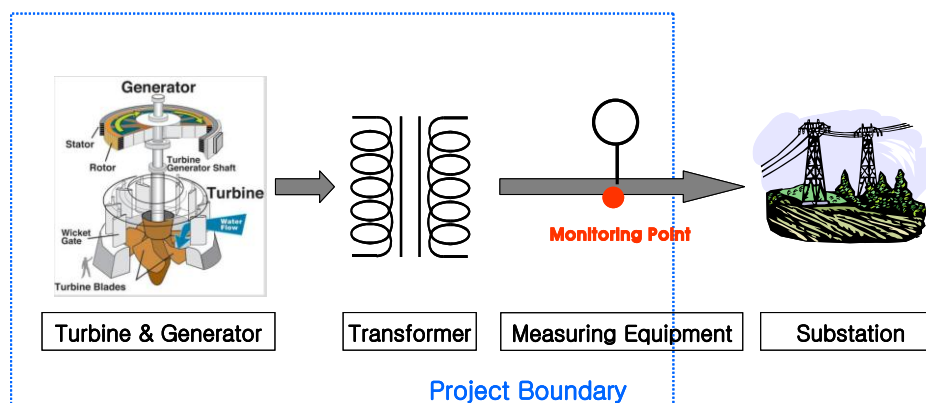 Generator
Stator
Rotor
Turbine
Generator Shaft
Turbine
Wicket
Gate
Water
Flow
Turbine Blades
Monitoring Point
Turbine & Generator
Transformer
Measuring Equipment
Substation
Project Boundary